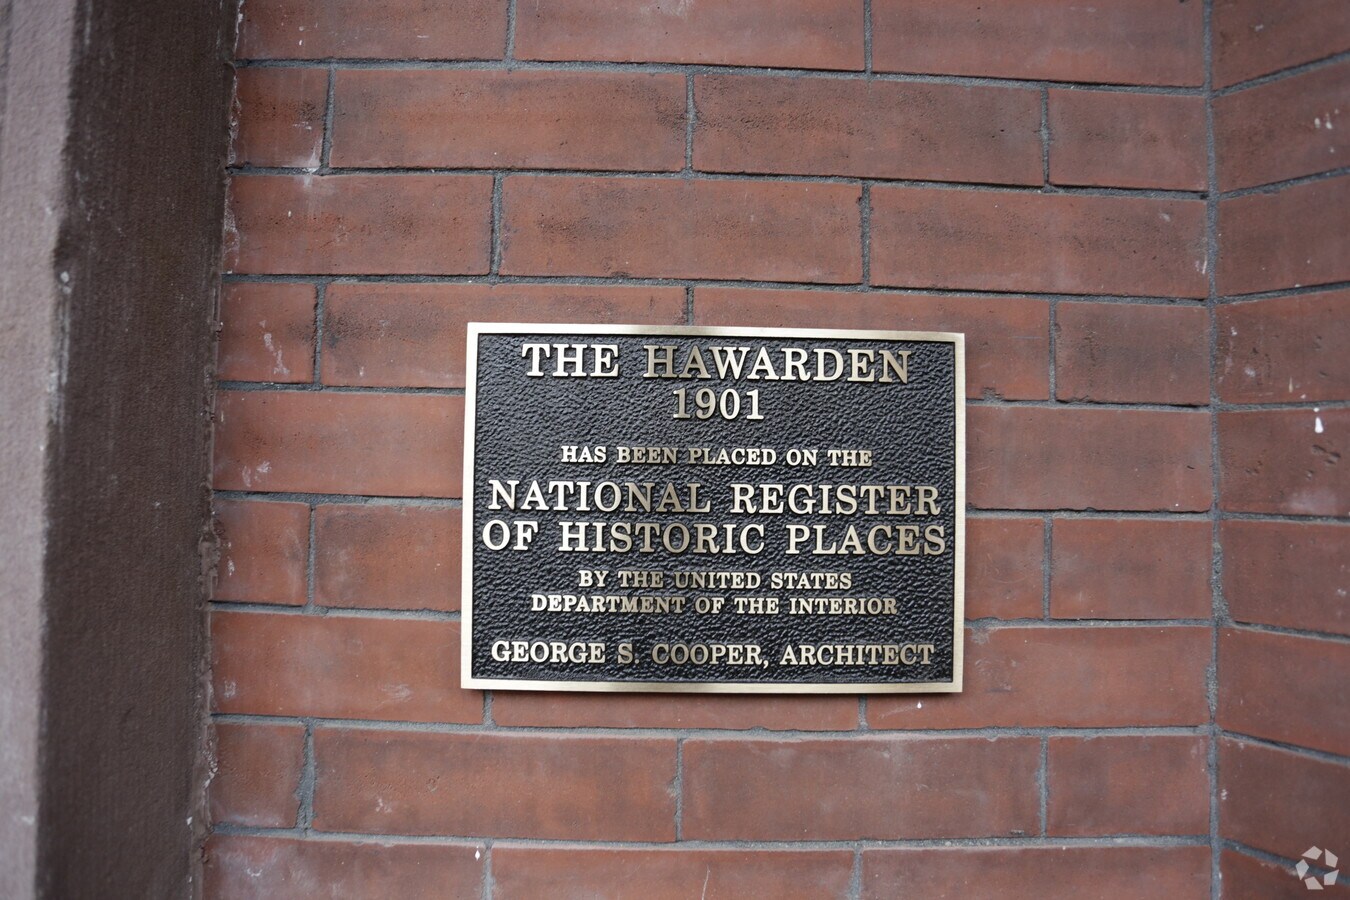 THE HAWARDEN
1901
HAS BEEN PLACED ON THE
NATIONAL REGISTER
OF HISTORIC PLACES
BY THE UNITED STATES
DEPARTMENT OF THE INTERIOR
GEORGE S. COOPER, ARCHITECT